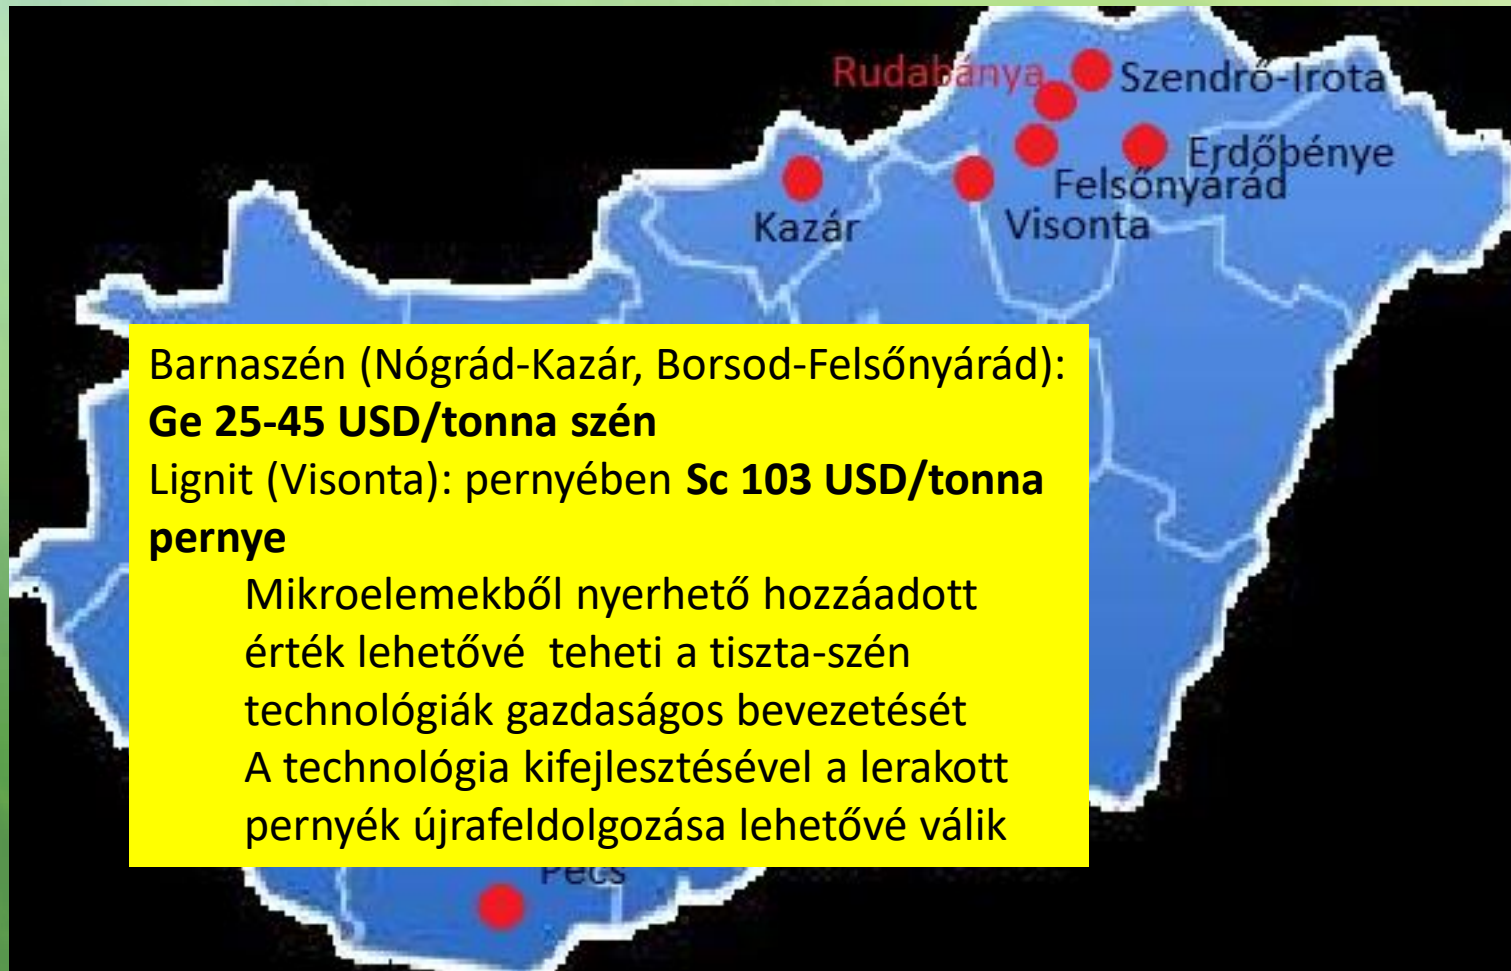 Rudabánya
Szendrő-Irota
Erdőbénye
Felsőnyárád
Kazár
Visonta
Barnaszén (Nógrád-Kazár, Borsod-Felsőnyárád):
Ge 25-45 USD/tonna szén
Lignit (Visonta): pernyében Sc 103 USD/tonna
pernye
Mikroelemekből nyerhető hozzáadott
érték lehetővé teheti a tiszta-szén
technológiák gazdaságos bevezetését
A technológia kifejlesztésével a lerakott
pernyék újrafeldolgozása lehetővé válik
Pécs